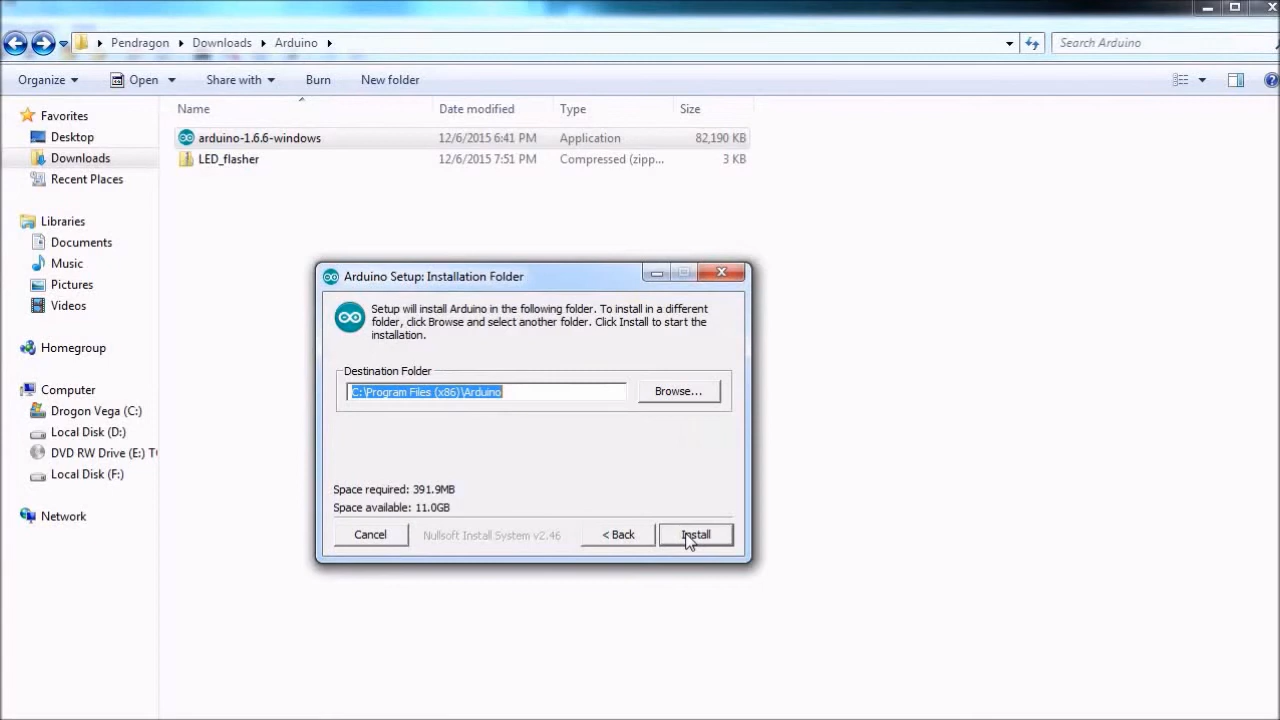 Pendragon Downloads Arduino
Search Arduino
Organize Open Share with Burn New folder
Name Date modified Type Size
Favorites
Desktop
Downloads
Recent Places
Libraries
Documents
Music
Pictures
Videos
Homegroup
Computer
Drogon Vega (C:)
Local Disk (D:)
DVD RW Drive (E:)
Local Disk (F:)
Network
arduino-1.6.6-windows 12/6/2015 6:41 PM Application 82,190 KB
LED_flasher 12/6/2015 7:51 PM Compressed (zipp... 3 KB
Arduino Setup: Installation Folder
Setup will install Arduino in the following folder. To install in a different
folder, click Browse and select another folder. Click Install to start the
installation.
Destination Folder
C:\Program Files (x86)\Arduino
Browse...
Space required: 391.9MB
Space available: 11.0GB
Cancel Nullsoft Install System v2.46 < Back Install